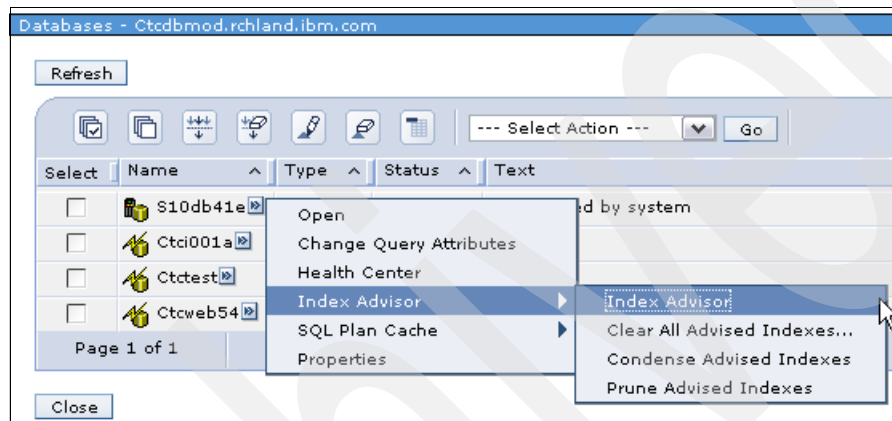 Databases - Ctcdbmod.rchland.ibm.com
Refresh
--- Select Action --- Go
Select Name Type Status Text
S10db41e ed by system
Ctci001a
Ctctest
Ctcweb54
Page 1 of 1
Open
Change Query Attributes
Health Center
Index Advisor
SQL Plan Cache
Properties
Index Advisor
Clear All Advised Indexes...
Condense Advised Indexes
Prune Advised Indexes
Close